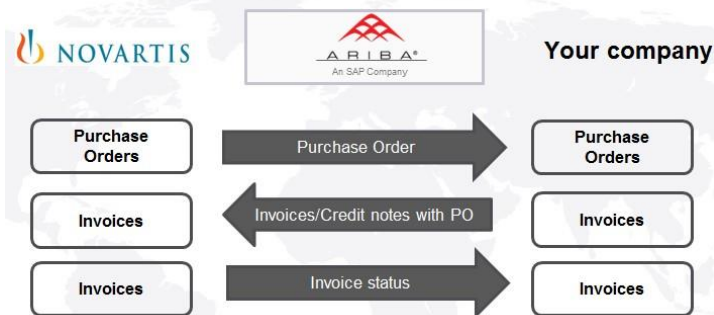 NOVARTIS
ARIBA®
An SAP Company
Your company
Purchase
Orders
Purchase Order
Purchase
Orders
Invoices
Invoices/Credit notes with PO
Invoices
Invoices
Invoice status
Invoices